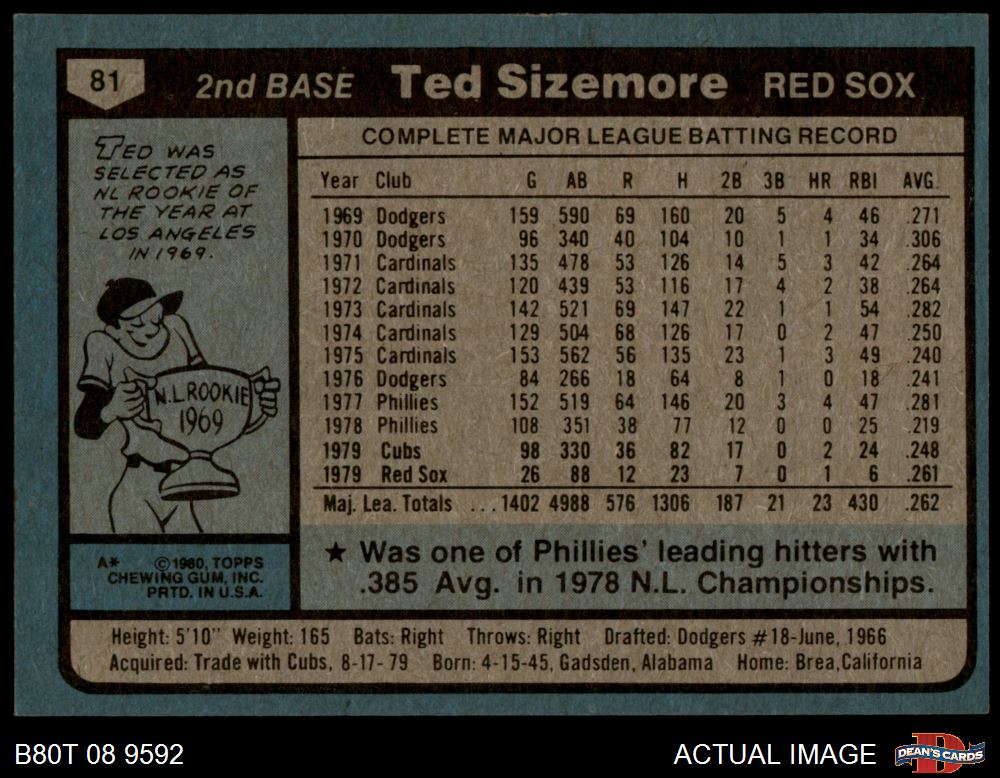 81 2nd BASE Ted Sizemore RED SOX
TED WAS
SELECTED AS
NL ROOKIE OF
THE YEAR AT
LOS ANGELES
IN 1969.
N.L. ROOKIE
1969
A* © 1980, TOPPS
CHEWING GUM, INC.
PRTD. IN U.S.A.
COMPLETE MAJOR LEAGUE BATTING RECORD
Year Club G AB R H 2B 3B HR RBI AVG.
1969 Dodgers 159 590 69 160 20 5 4 46 .271
1970 Dodgers 96 340 40 104 10 1 1 34 .306
1971 Cardinals 135 478 53 126 14 5 3 42 .264
1972 Cardinals 120 439 53 116 17 4 2 38 .264
1973 Cardinals 142 521 69 147 22 1 1 54 .282
1974 Cardinals 129 504 68 126 17 0 2 47 .250
1975 Cardinals 153 562 56 135 23 1 3 49 .240
1976 Dodgers 84 266 18 64 8 1 0 18 .241
1977 Phillies 152 519 64 146 20 3 4 47 .281
1978 Phillies 108 351 38 77 12 0 0 25 .219
1979 Cubs 98 330 36 82 17 0 2 24 .248
1979 Red Sox 26 88 12 23 7 0 1 6 .261
Maj. Lea. Totals ...1402 4988 576 1306 187 21 23 430 .262
★ Was one of Phillies' leading hitters with
.385 Avg. in 1978 N.L. Championships.
Height: 5'10" Weight: 165 Bats: Right Throws: Right Drafted: Dodgers #18-June, 1966
Acquired: Trade with Cubs, 8-17-79 Born: 4-15-45, Gadsden, Alabama Home: Brea, California
B80T 08 9592 ACTUAL IMAGE DEAN'S CARDS